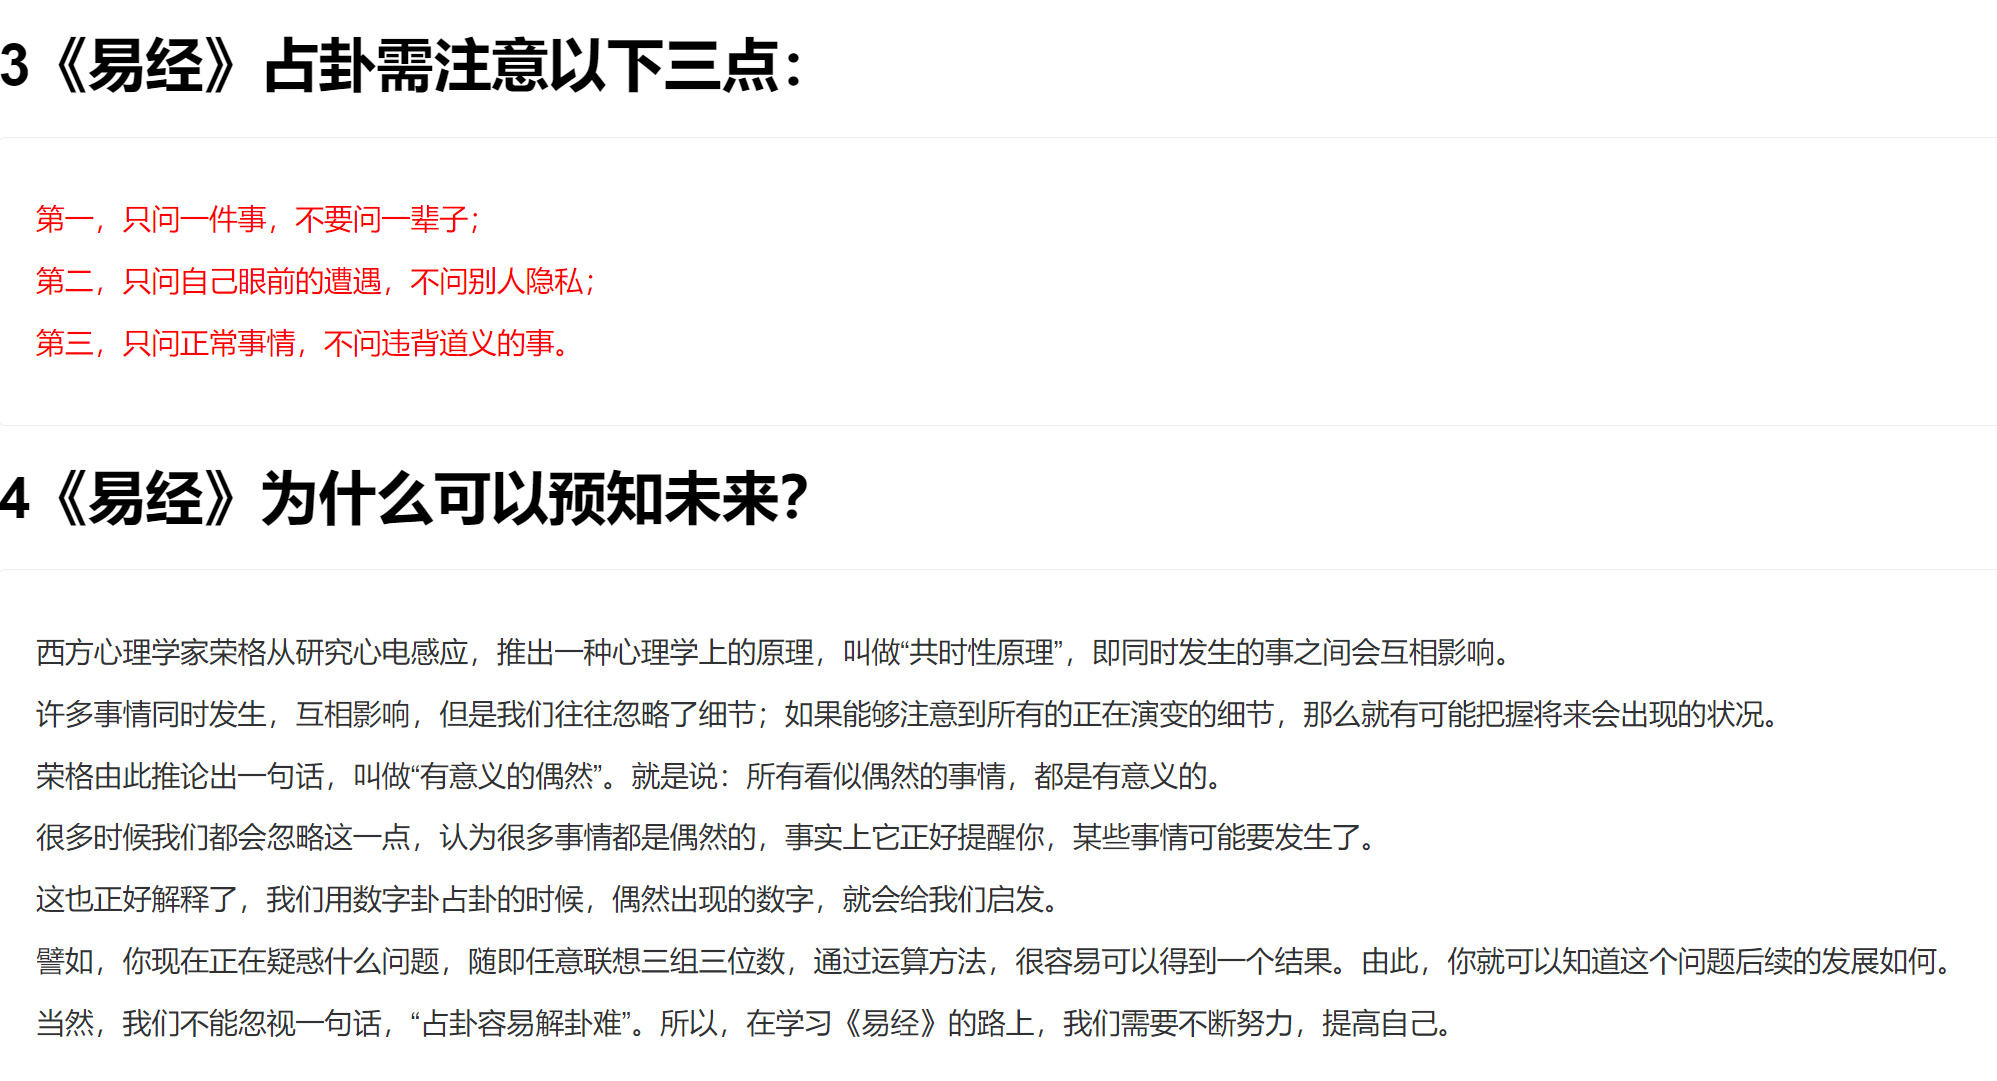 3《易经》占卦需注意以下三点：
第一，只问一件事，不要问一辈子；
第二，只问自己眼前的遭遇，不问别人隐私；
第三，只问正常事情，不问违背道义的事。
4《易经》为什么可以预知未来？
西方心理学家荣格从研究心电感应，推出一种心理学上的原理，叫做“共时性原理”，即同时发生的事之间会互相影响。
许多事情同时发生，互相影响，但是我们往往忽略了细节；如果能够注意到所有的正在演变的细节，那么就有可能把握将来会出现的状况。
荣格由此推论出一句话，叫做“有意义的偶然”。就是说：所有看似偶然的事情，都是有意义的。
很多时候我们都会忽略这一点，认为很多事情都是偶然的，事实上它正好提醒你，某些事情可能要发生了。
这也正好解释了，我们用数字卦占卦的时候，偶然出现的数字，就会给我们启发。
譬如，你现在正在疑惑什么问题，随即任意联想三组三位数，通过运算方法，很容易可以得到一个结果。由此，你就可以知道这个问题后续的发展如何。
当然，我们不能忽视一句话，“占卦容易解卦难”。所以，在学习《易经》的路上，我们需要不断努力，提高自己。